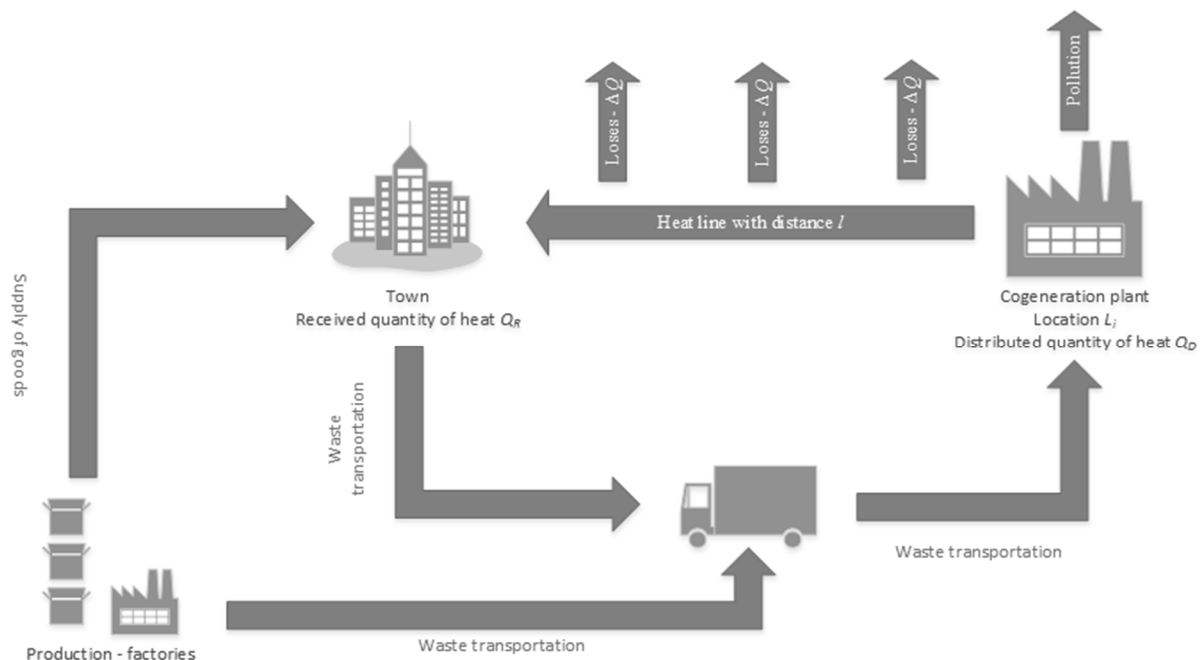 Pollution
Loses - ΔQ
Loses - ΔQ
Loses - ΔQ
Heat line with distance l
Town
Received quantity of heat QR
Cogeneration plant
Location Li
Distributed quantity of heat QD
Supply of goods
Waste
transportation
Waste transportation
Waste transportation
Production - factories